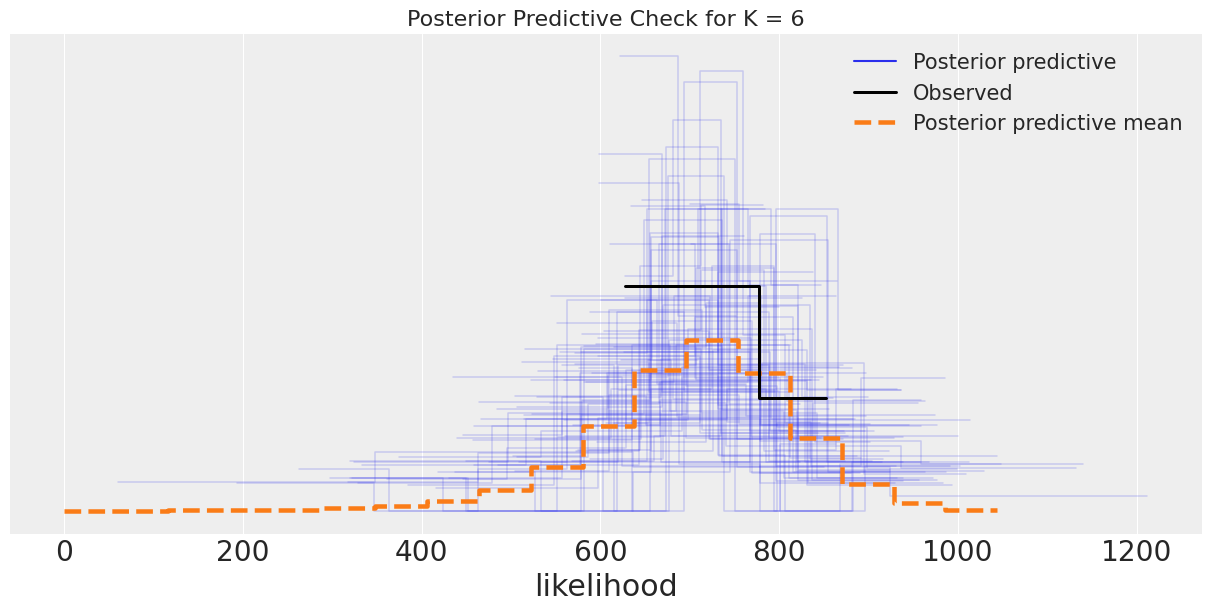 Posterior Predictive Check for K = 6
Posterior predictive
Observed
Posterior predictive mean
0 200 400 600 800 1000 1200
likelihood